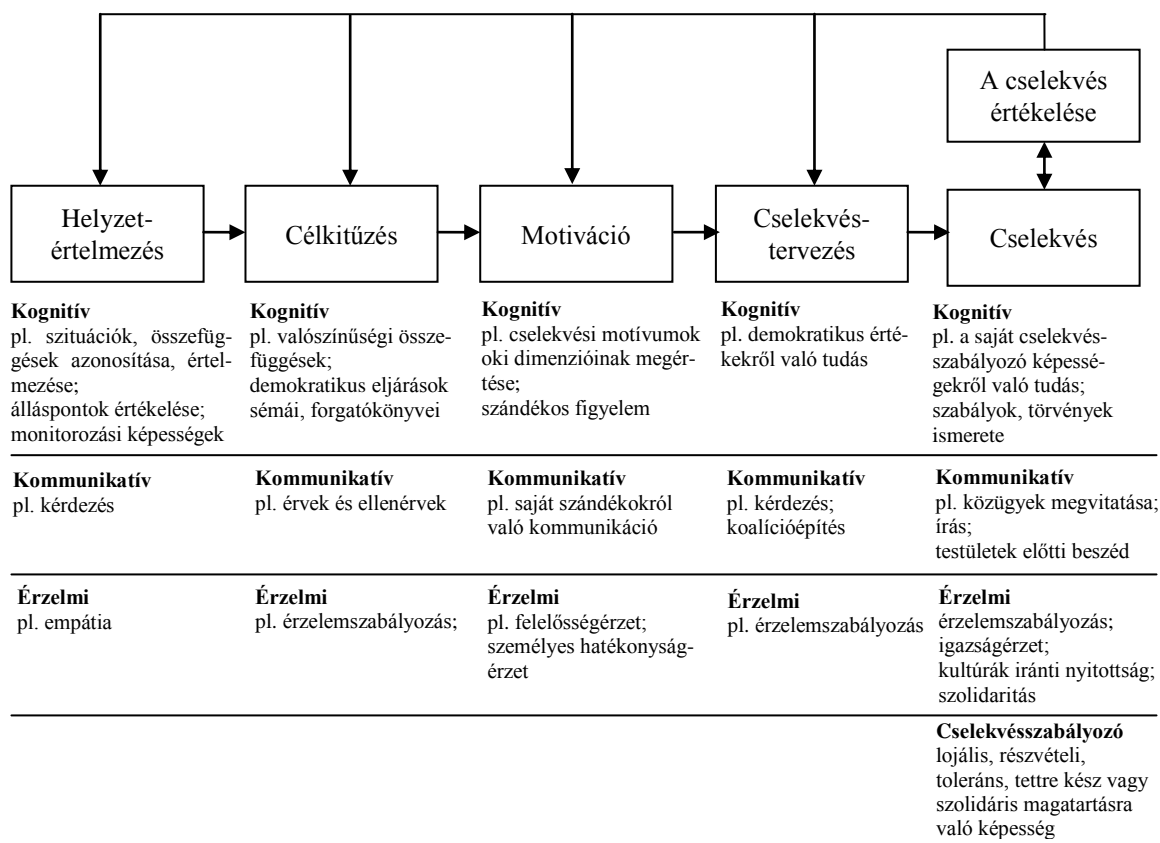 A cselekvés
értékelése
Helyzet-
értelmezés
Célkitűzés
Motiváció
Cselekvés-
tervezés
Cselekvés
Kognitív
pl. szituációk, összefüg-
gések azonosítása, értel-
mezése;
álláspontok értékelése;
monitorozási képességek
Kognitív
pl. valószínűségi össze-
függések;
demokratikus eljárások
sémái, forgatókönyvei
Kognitív
pl. cselekvési motívumok
oki dimenzióinak megér-
tése;
szándékos figyelem
Kognitív
pl. demokratikus érté-
kekről való tudás
Kognitív
pl. a saját cselekvés-
szabályozó képessé-
gekről való tudás;
szabályok, törvények
ismerete
Kommunikatív
pl. kérdezés
Kommunikatív
pl. érvek és ellenérvek
Kommunikatív
pl. saját szándékokról
való kommunikáció
Kommunikatív
pl. kérdezés;
koalícióépítés
Kommunikatív
pl. közügyek megvitatása;
írás;
testületek előtti beszéd
Érzelmi
pl. empátia
Érzelmi
pl. érzelemszabályozás;
Érzelmi
pl. felelősségérzet;
személyes hatékonyság-
érzet
Érzelmi
pl. érzelemszabályozás
Érzelmi
érzelemszabályozás;
igazságérzet;
kultúrák iránti nyitottság;
szolidaritás
Cselekvésszabályozó
lojális, részvételi,
toleráns, tettre kész vagy
szolidáris magatartásra
való képesség